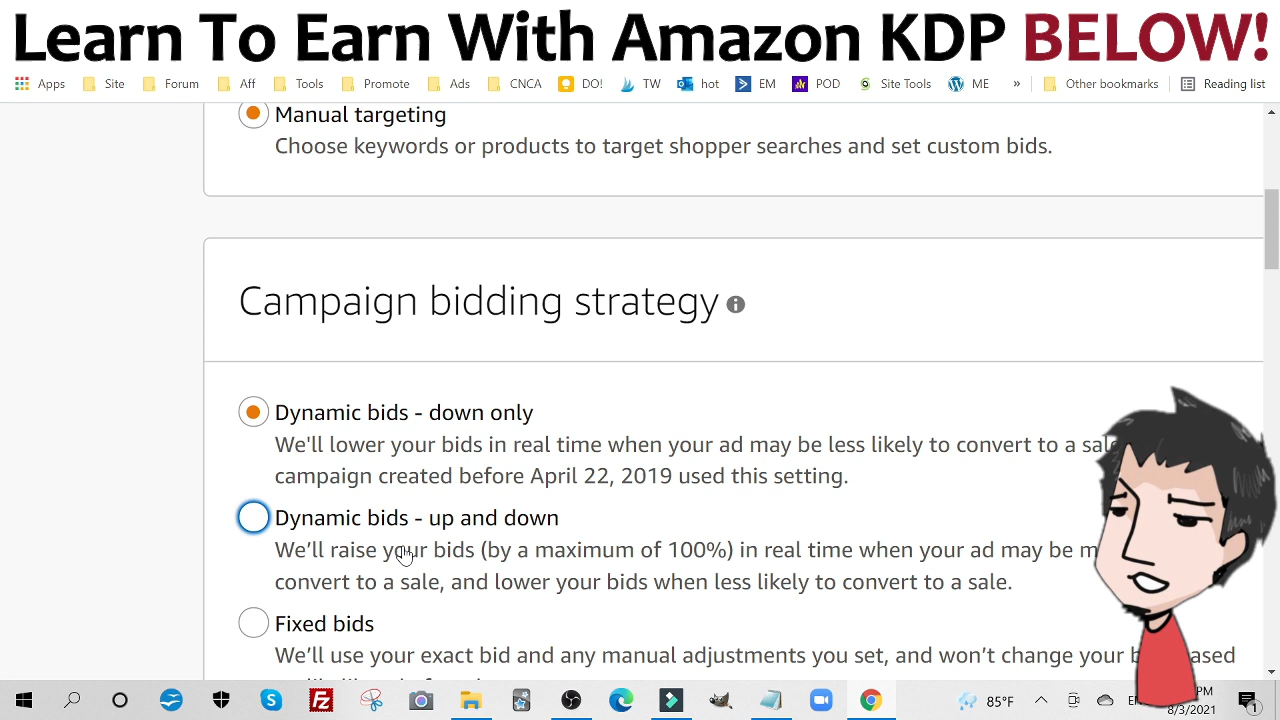 Learn To Earn With Amazon KDP BELOW!
Apps Site Forum Aff Tools Promote Ads CNCA DO! TW hot EM POD Site Tools ME » Other bookmarks Reading list
Manual targeting
Choose keywords or products to target shopper searches and set custom bids.
Campaign bidding strategy
Dynamic bids - down only
We'll lower your bids in real time when your ad may be less likely to convert to a
campaign created before April 22, 2019 used this setting.
Dynamic bids - up and down
We'll raise your bids (by a maximum of 100%) in real time when your ad may be
convert to a sale, and lower your bids when less likely to convert to a sale.
Fixed bids
We'll use your exact bid and any manual adjustments you set, and won't change your
85°F
PM
8/3/2021